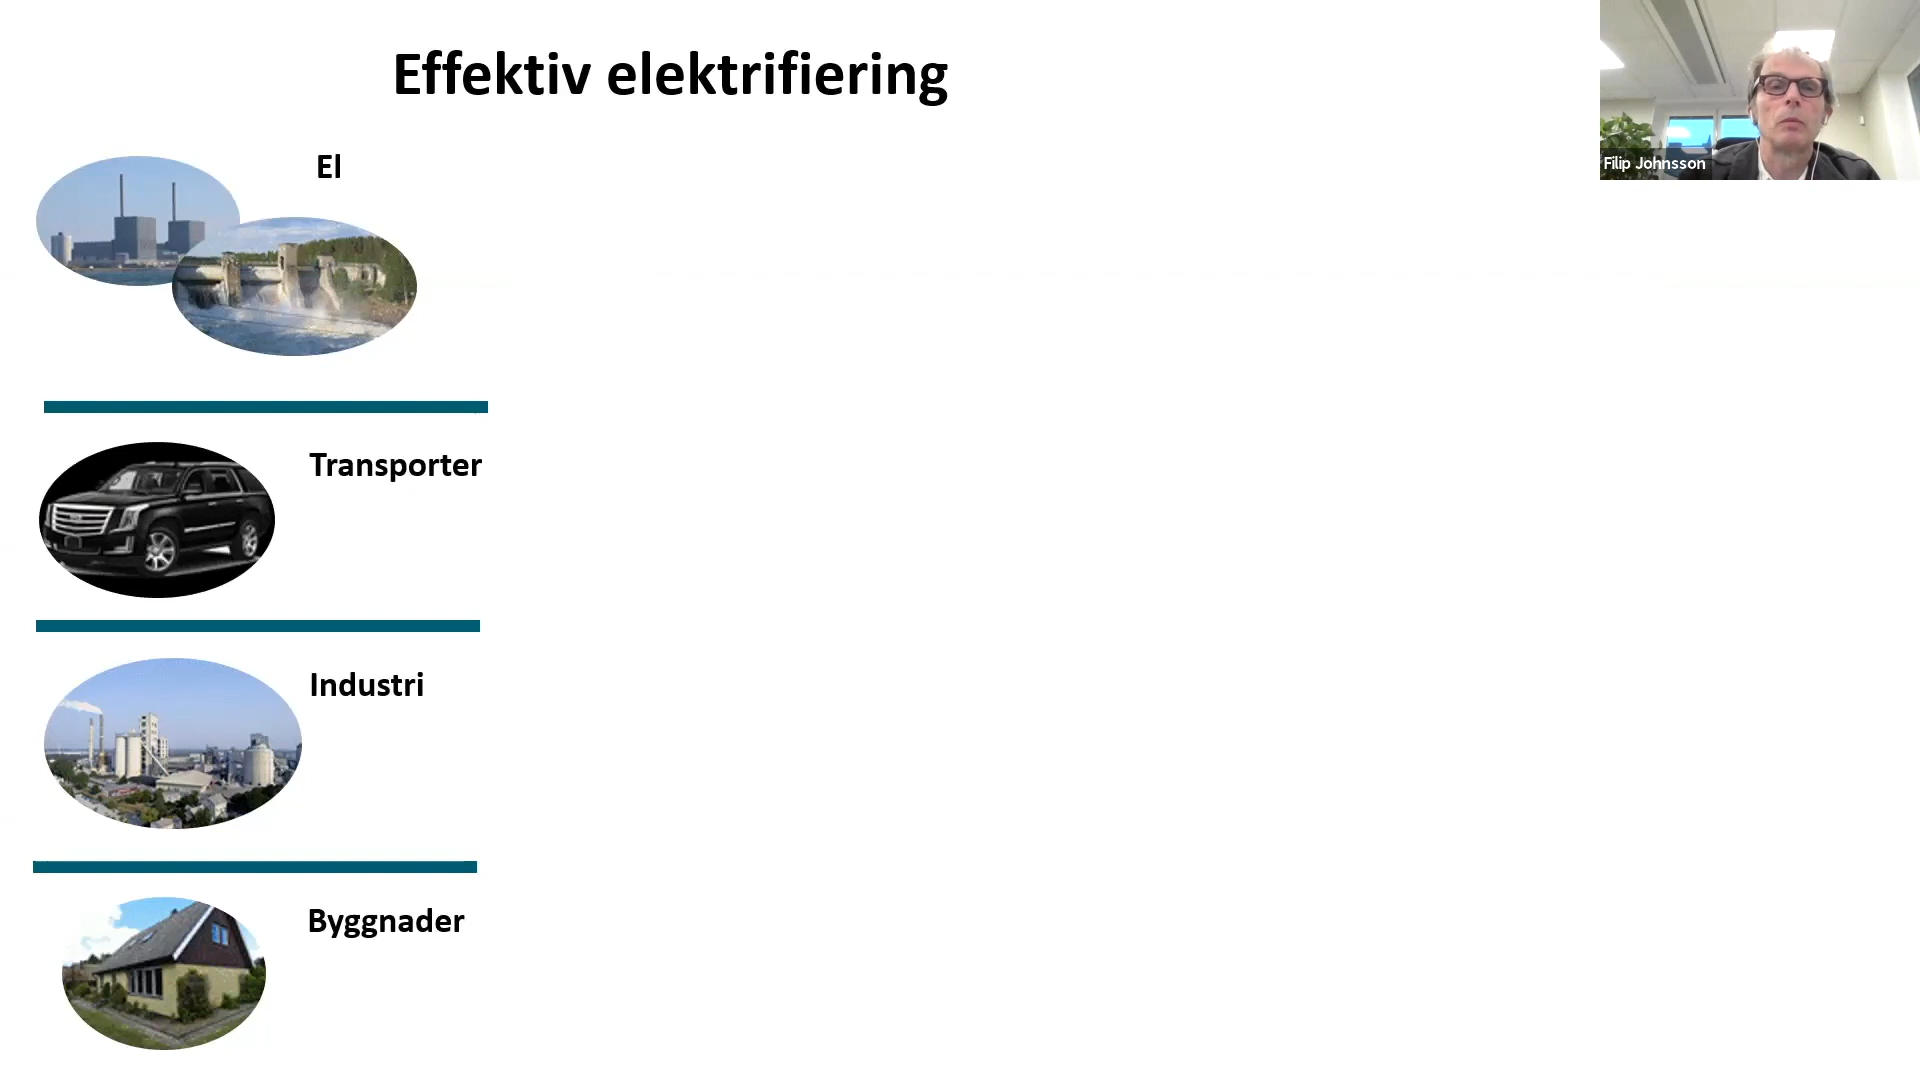 Effektiv elektrifiering
Filip Johnsson
El
Transporter
Industri
Byggnader